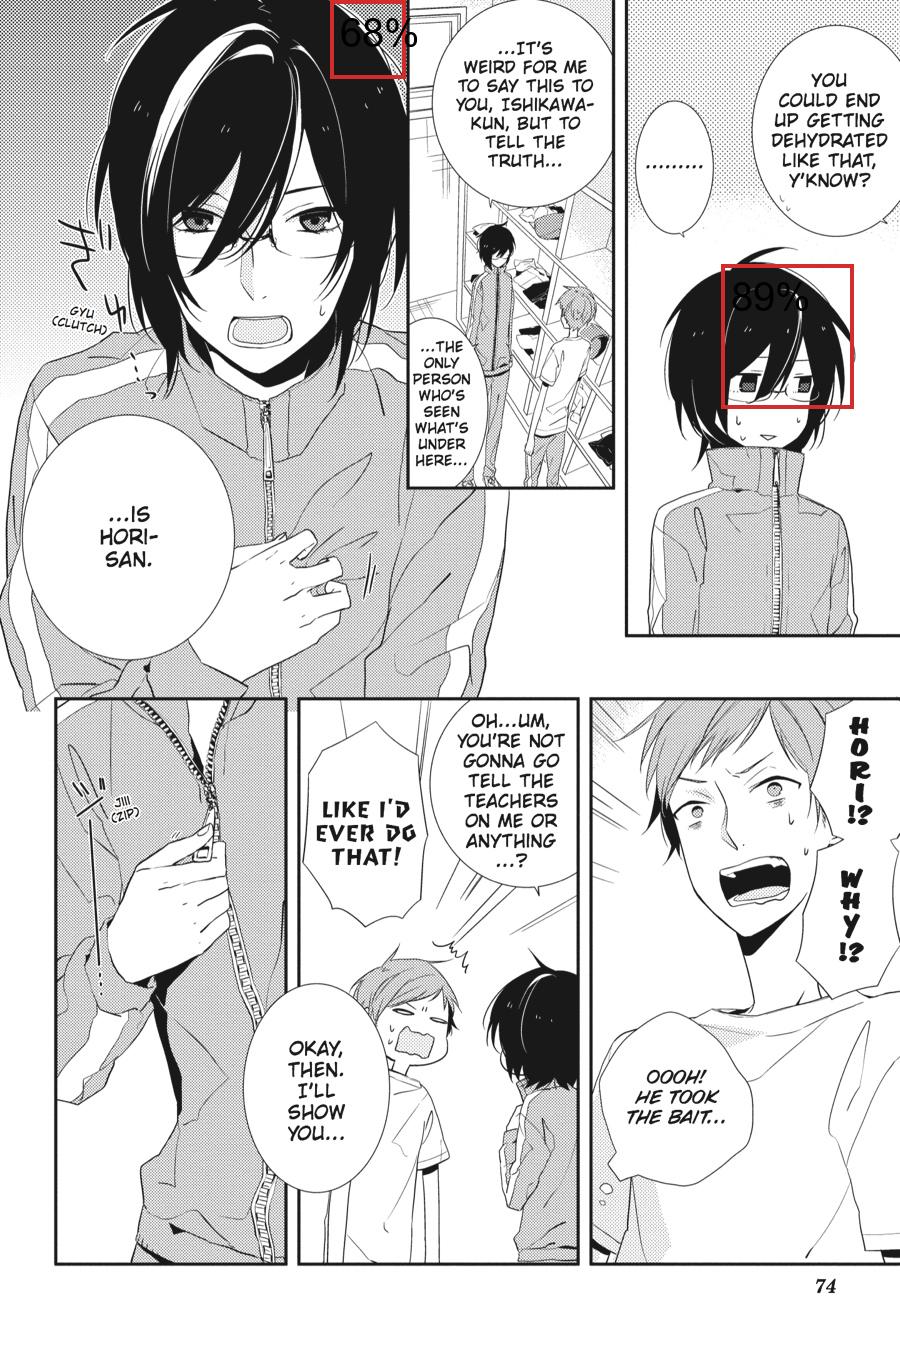 YOU
COULD END
UP GETTING
DEHYDRATED
LIKE THAT,
Y'KNOW?
.........
89%
...IT'S
WEIRD FOR ME
TO SAY THIS TO
YOU, ISHIKAWA-
KUN, BUT TO
TELL THE
TRUTH...
...THE
ONLY
PERSON
WHO'S
SEEN
WHAT'S
UNDER
HERE...
68%
ぎゅ
GYU
(CLUTCH)
...IS
HORI-
SAN.
HORI!?
WHY!?
OOOH!
HE TOOK
THE BAIT...
OH...UM,
YOU'RE NOT
GONNA GO
TELL THE
TEACHERS
ON ME OR
ANYTHING
...?
LIKE I'D
EVER DO
THAT!
OKAY,
THEN.
I'LL
SHOW
YOU...
JIII
(ZIP)
74